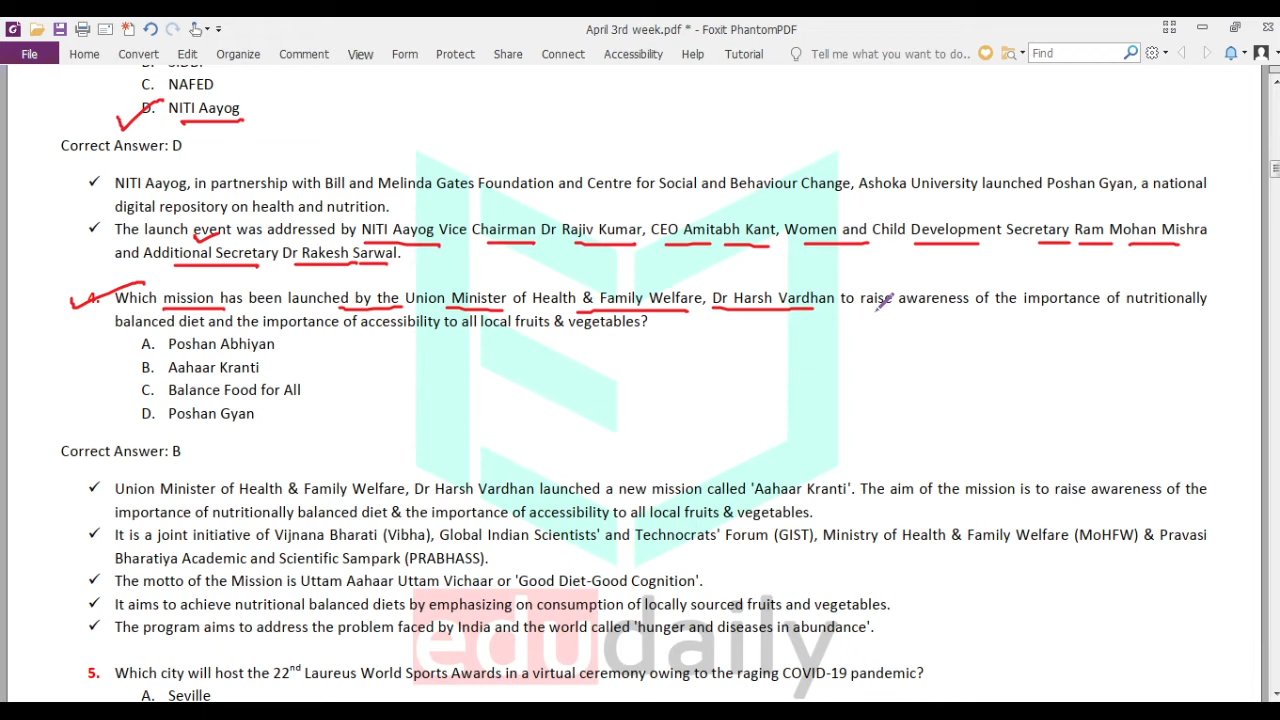 April 3rd week.pdf * - Foxit PhantomPDF
File Home Convert Edit Organize Comment View Form Protect Share Connect Accessibility Help Tutorial Tell me what you want to do.. Find
C. NAFED
D. NITI Aayog
Correct Answer: D
✓ NITI Aayog, in partnership with Bill and Melinda Gates Foundation and Centre for Social and Behaviour Change, Ashoka University launched Poshan Gyan, a national
digital repository on health and nutrition.
✓ The launch event was addressed by NITI Aayog Vice Chairman Dr Rajiv Kumar, CEO Amitabh Kant, Women and Child Development Secretary Ram Mohan Mishra
and Additional Secretary Dr Rakesh Sarwal.
4. Which mission has been launched by the Union Minister of Health & Family Welfare, Dr Harsh Vardhan to raise awareness of the importance of nutritionally
balanced diet and the importance of accessibility to all local fruits & vegetables?
A. Poshan Abhiyan
B. Aahaar Kranti
C. Balance Food for All
D. Poshan Gyan
Correct Answer: B
✓ Union Minister of Health & Family Welfare, Dr Harsh Vardhan launched a new mission called 'Aahaar Kranti'. The aim of the mission is to raise awareness of the
importance of nutritionally balanced diet & the importance of accessibility to all local fruits & vegetables.
✓ It is a joint initiative of Vijnana Bharati (Vibha), Global Indian Scientists' and Technocrats' Forum (GIST), Ministry of Health & Family Welfare (MoHFW) & Pravasi
Bharatiya Academic and Scientific Sampark (PRABHASS).
✓ The motto of the Mission is Uttam Aahaar Uttam Vichaar or 'Good Diet-Good Cognition'.
✓ It aims to achieve nutritional balanced diets by emphasizing on consumption of locally sourced fruits and vegetables.
✓ The program aims to address the problem faced by India and the world called 'hunger and diseases in abundance'.
edudaily
5. Which city will host the 22nd Laureus World Sports Awards in a virtual ceremony owing to the raging COVID-19 pandemic?
A. Seville